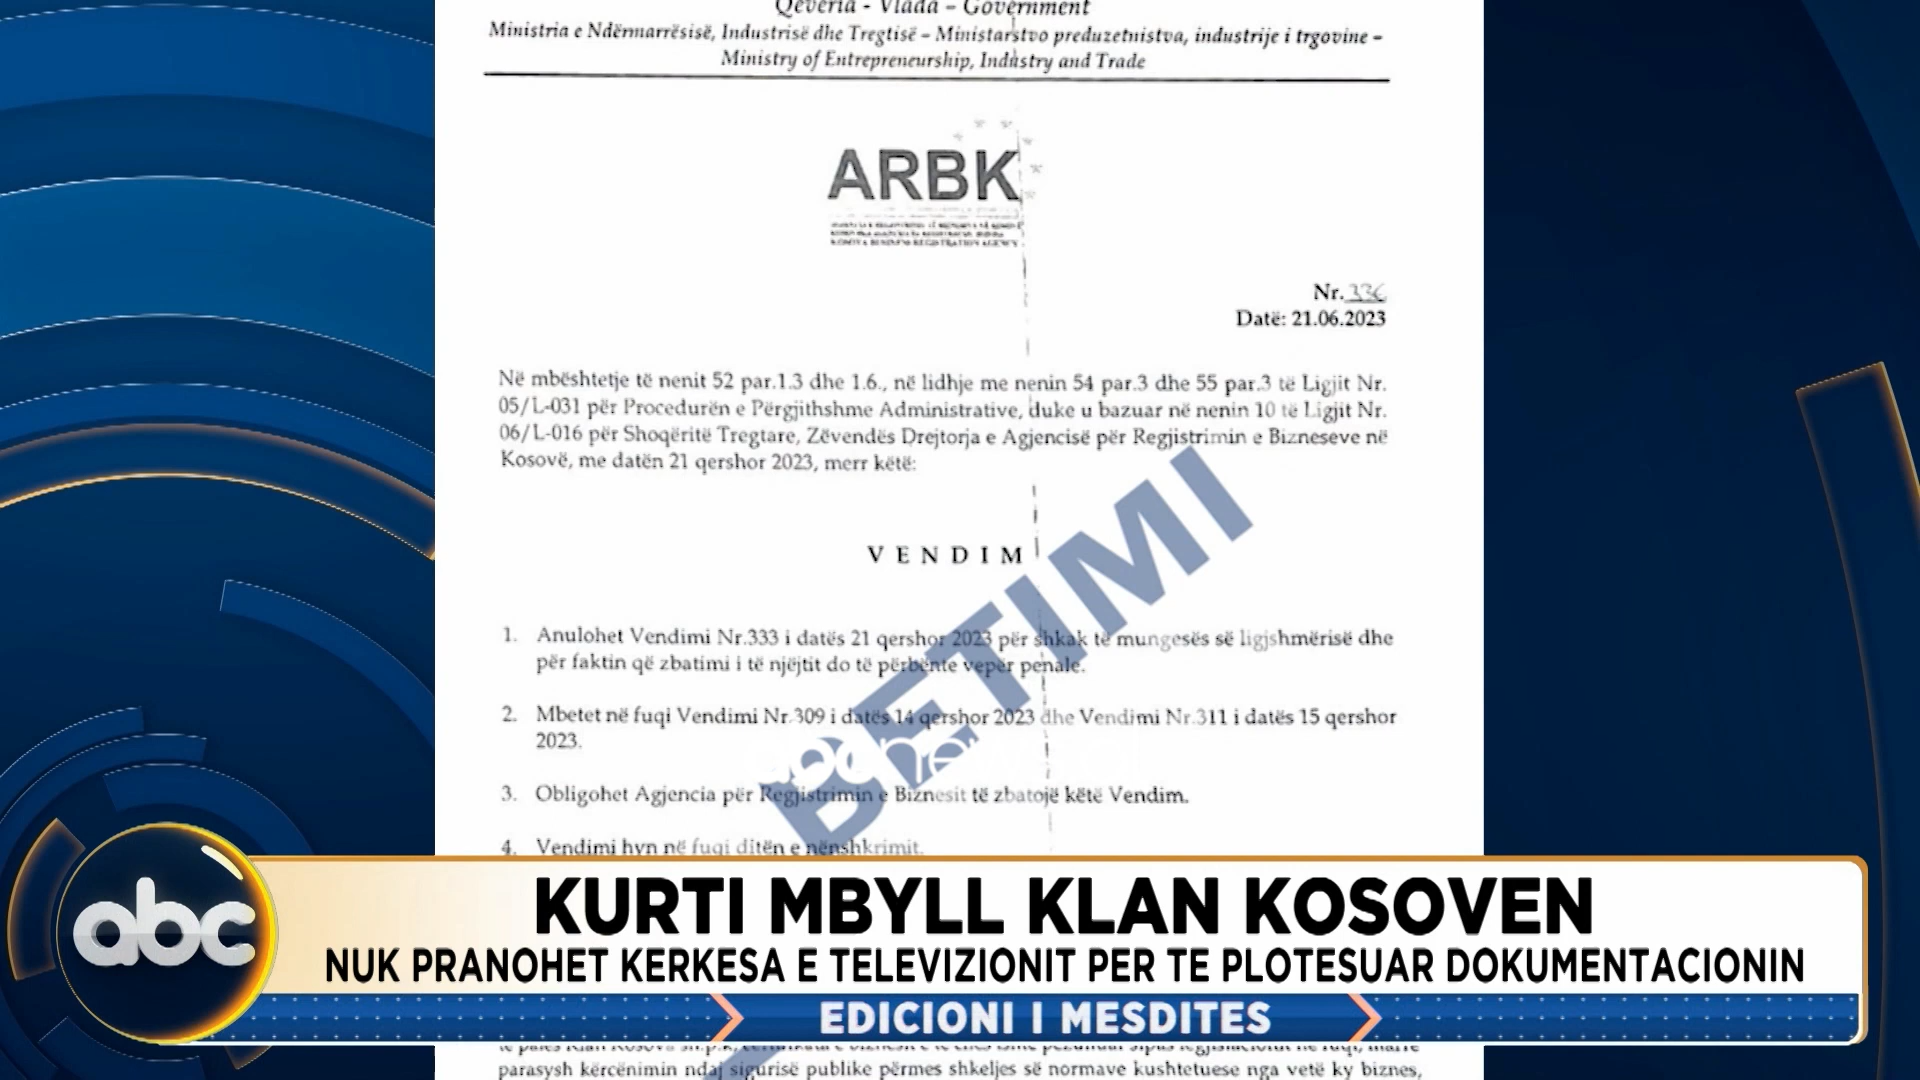 Qeveria - Vlada - Government
Ministria e Ndërmarrësisë, Industrisë dhe Tregtisë – Ministarstvo preduzetnistva, industrije i trgovine –
Ministry of Entrepreneurship, Industry and Trade
ARBK
KOSOVA BUSINESS REGISTRATION AGENCY
Nr. 336
Datë: 21.06.2023
Në mbështetje të nenit 52 par.1.3 dhe 1.6., në lidhje me nenin 54 par.3 dhe 55 par.3 të Ligjit Nr.
05/L-031 për Procedurën e Përgjithshme Administrative, duke u bazuar në nenin 10 të Ligjit Nr.
06/L-016 për Shoqëritë Tregtare, Zëvendës Drejtorja e Agjencisë për Regjistrimin e Bizneseve në
Kosovë, me datën 21 qershor 2023, merr këtë:
VENDIM
1. Anulohet Vendimi Nr.333 i datës 21 qershor 2023 për shkak të mungesës së ligjshmërisë dhe
për faktin që zbatimi i të njëjtit do të përbënte vepër penale.
2. Mbetet në fuqi Vendimi Nr.309 i datës 14 qershor 2023 dhe Vendimi Nr.311 i datës 15 qershor
2023.
3. Obligohet Agjencia për Regjistrimin e Biznesit të zbatojë këtë Vendim.
4. Vendimi hyn në fuqi ditën e nënshkrimit.
BETIMI
abcnews.al
abc
KURTI MBYLL KLAN KOSOVEN
NUK PRANOHET KERKESA E TELEVIZIONIT PER TE PLOTESUAR DOKUMENTACIONIN
EDICIONI I MESDITES
parasysh kërcënimin ndaj sigurisë publike përmes shkeljes së normave kushtetuese nga vetë ky biznes,